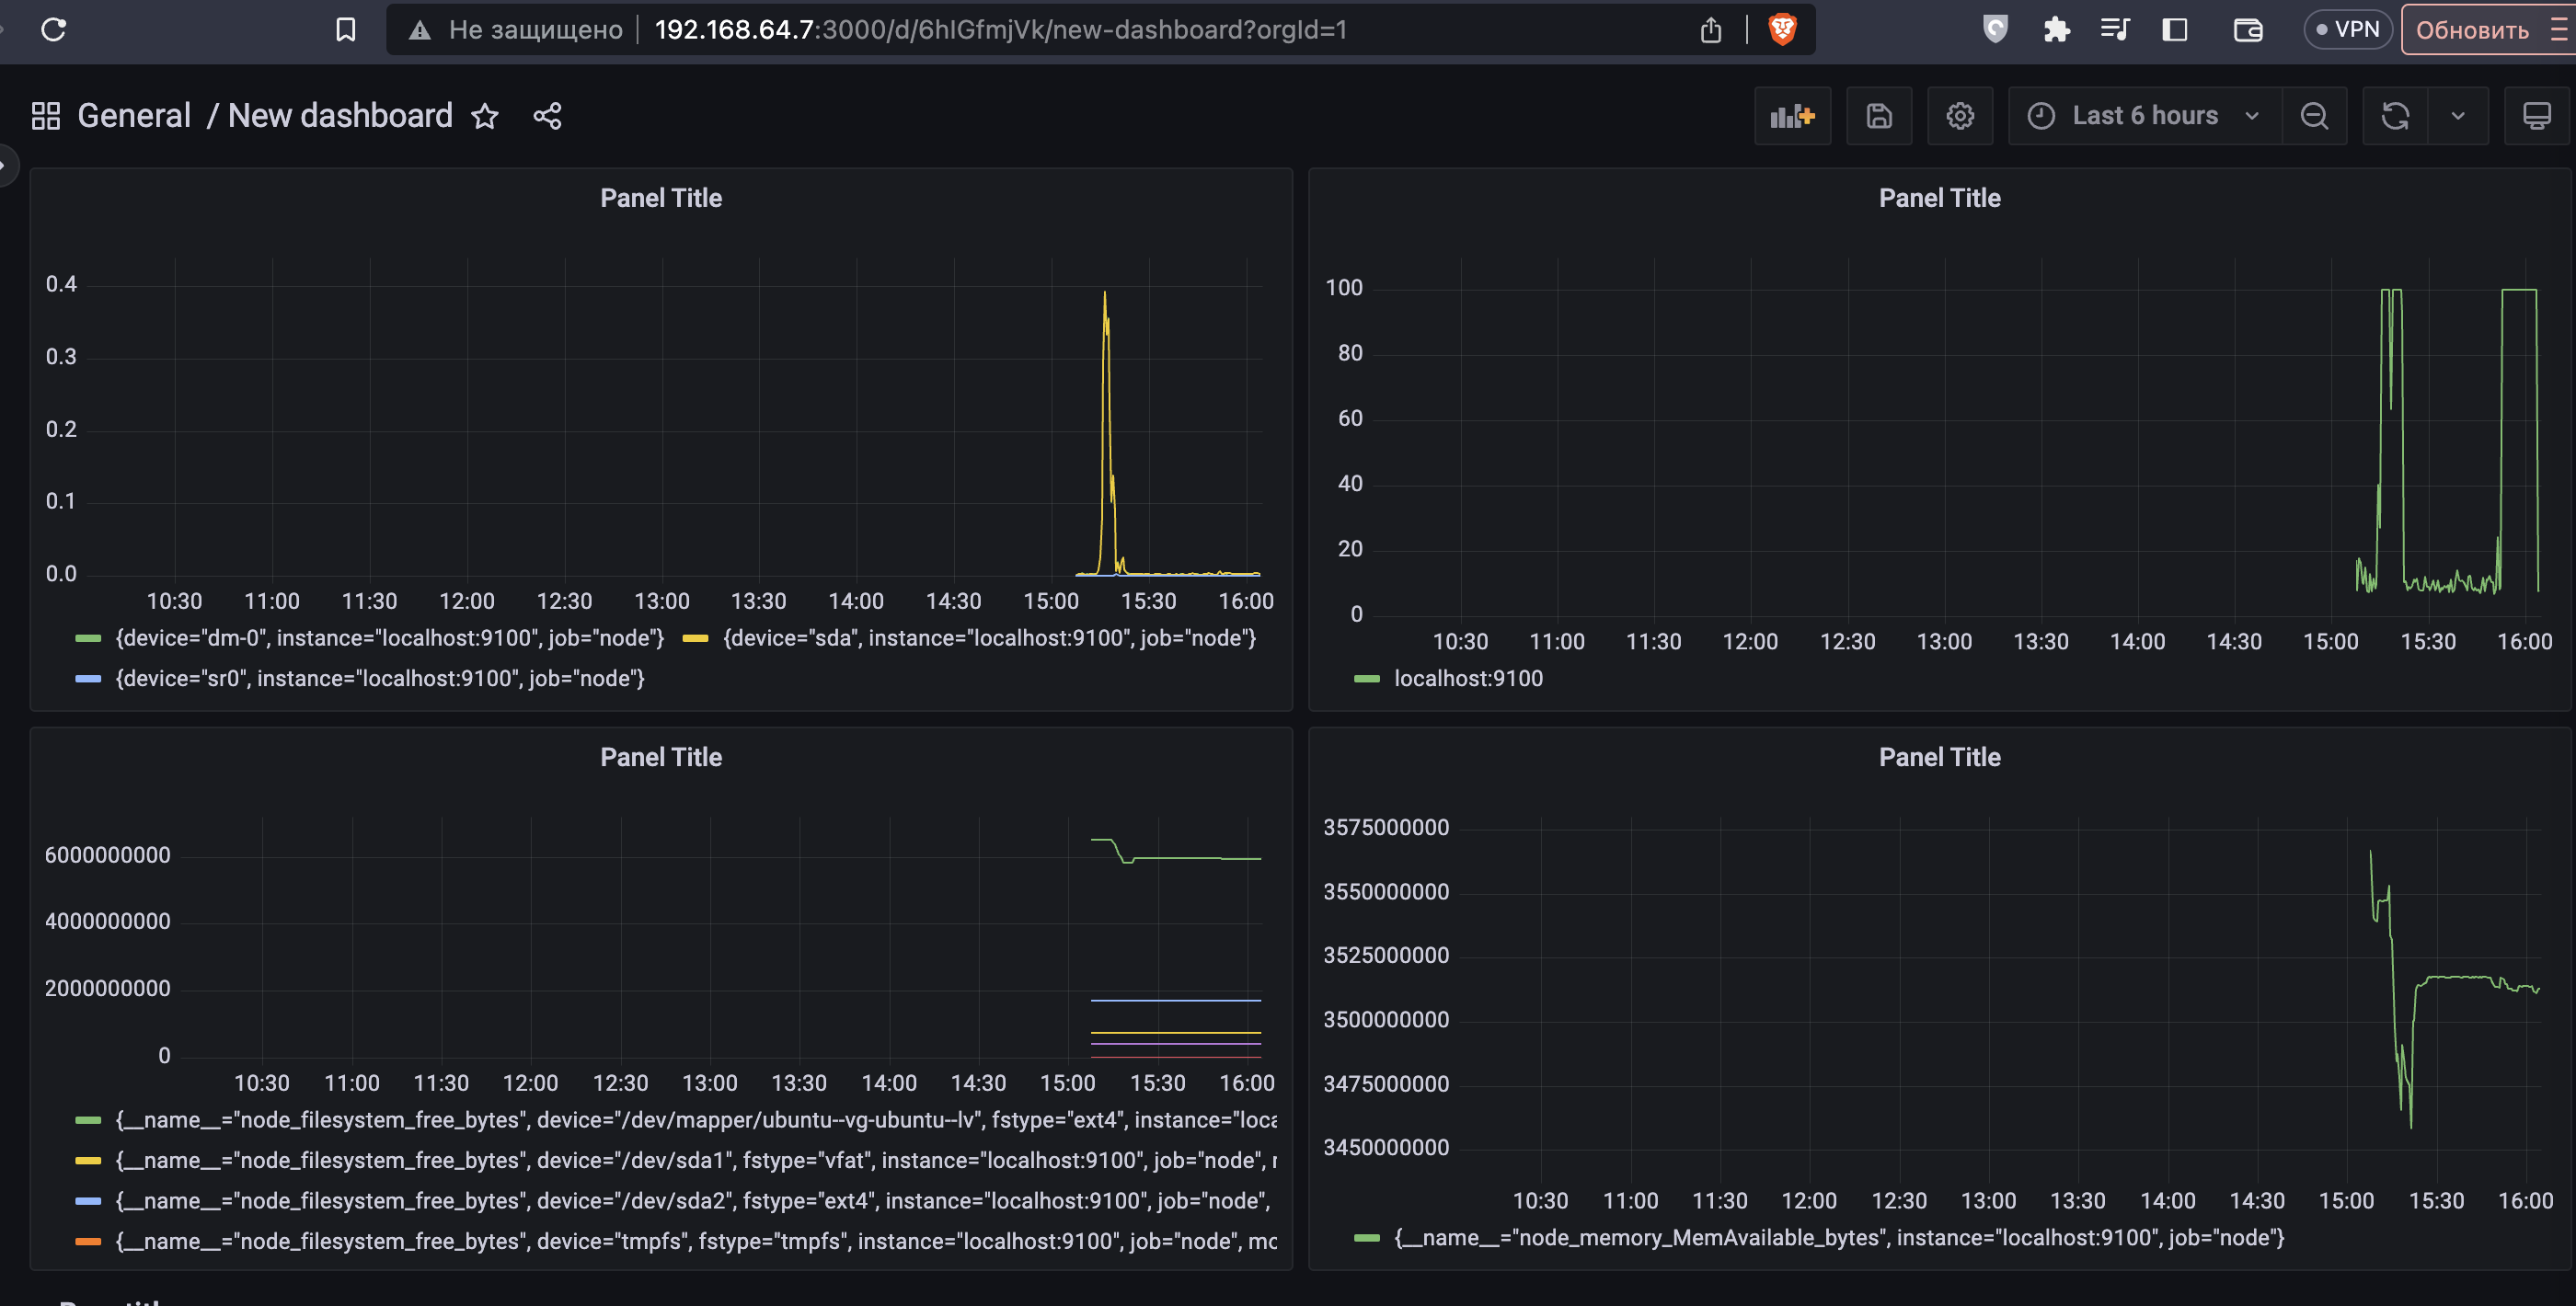 Не защищено 192.168.64.7:3000/d/6hIGfmjVk/new-dashboard?orgId=1 VPN Обновить
General / New dashboard Last 6 hours
Panel Title
0.4
0.3
0.2
0.1
0.0
10:30 11:00 11:30 12:00 12:30 13:00 13:30 14:00 14:30 15:00 15:30 16:00
{device="dm-0", instance="localhost:9100", job="node"} {device="sda", instance="localhost:9100", job="node"}
{device="sr0", instance="localhost:9100", job="node"}
Panel Title
100
80
60
40
20
0
10:30 11:00 11:30 12:00 12:30 13:00 13:30 14:00 14:30 15:00 15:30 16:00
localhost:9100
Panel Title
6000000000
4000000000
2000000000
0
10:30 11:00 11:30 12:00 12:30 13:00 13:30 14:00 14:30 15:00 15:30 16:00
{__name__="node_filesystem_free_bytes", device="/dev/mapper/ubuntu--vg-ubuntu--lv", fstype="ext4", instance="loca
{__name__="node_filesystem_free_bytes", device="/dev/sda1", fstype="vfat", instance="localhost:9100", job="node", r
{__name__="node_filesystem_free_bytes", device="/dev/sda2", fstype="ext4", instance="localhost:9100", job="node",
{__name__="node_filesystem_free_bytes", device="tmpfs", fstype="tmpfs", instance="localhost:9100", job="node", mo
Panel Title
3575000000
3550000000
3525000000
3500000000
3475000000
3450000000
10:30 11:00 11:30 12:00 12:30 13:00 13:30 14:00 14:30 15:00 15:30 16:00
{__name__="node_memory_MemAvailable_bytes", instance="localhost:9100", job="node"}